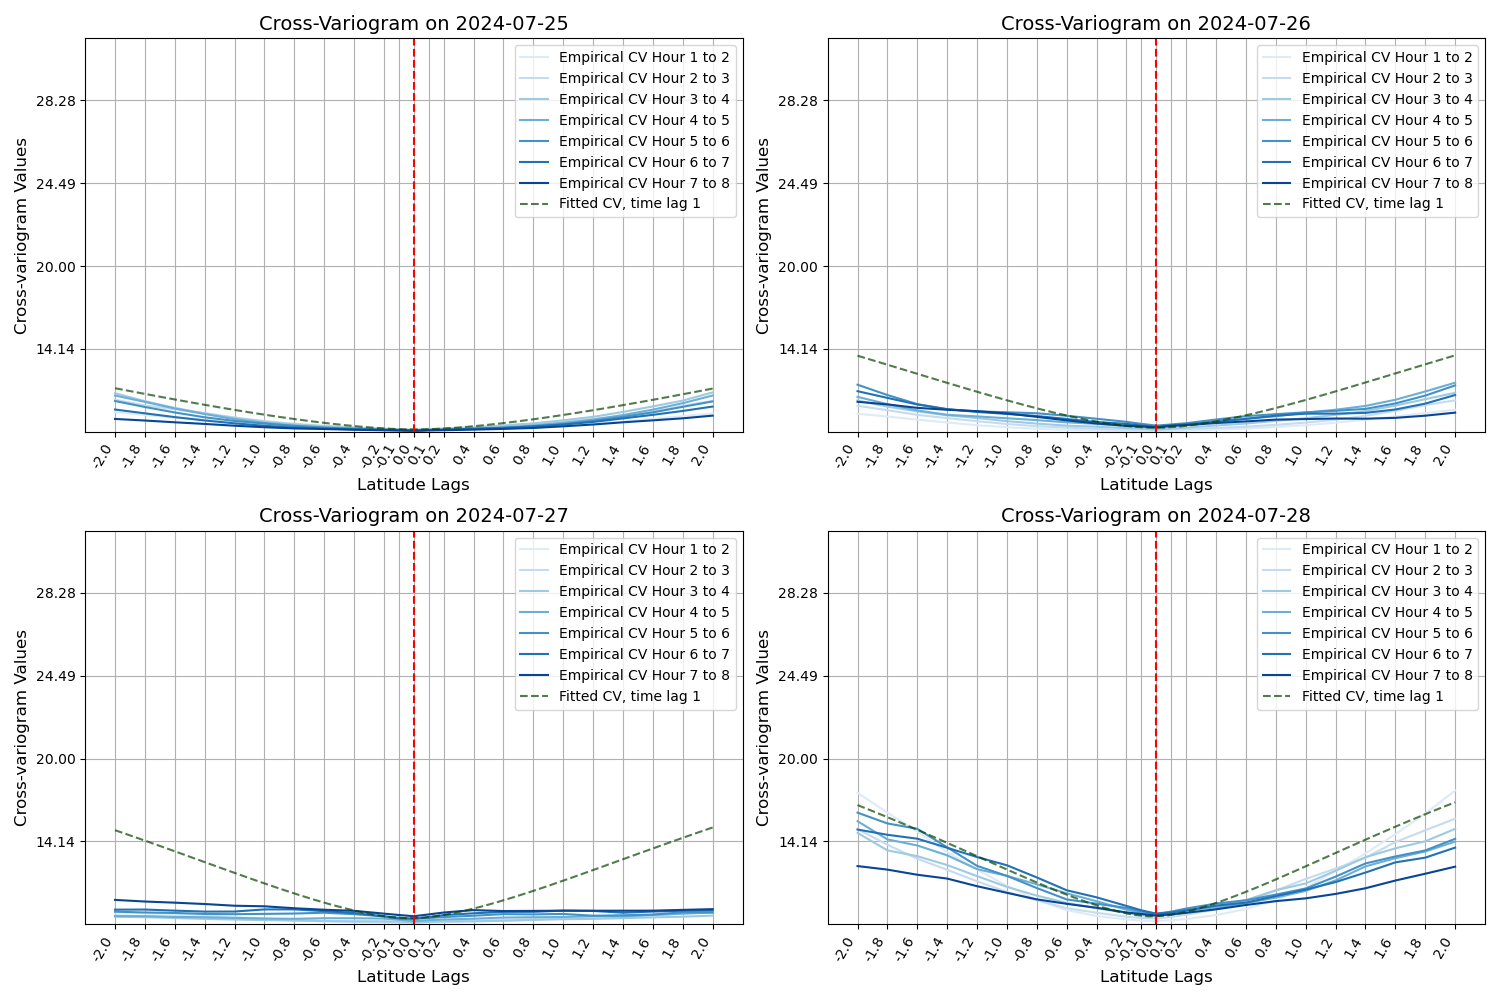 Cross-Variogram on 2024-07-25
Cross-variogram Values
28.28
24.49
20.00
14.14
Empirical CV Hour 1 to 2
Empirical CV Hour 2 to 3
Empirical CV Hour 3 to 4
Empirical CV Hour 4 to 5
Empirical CV Hour 5 to 6
Empirical CV Hour 6 to 7
Empirical CV Hour 7 to 8
Fitted CV, time lag 1
-2.0 -1.8 -1.6 -1.4 -1.2 -1.0 -0.8 -0.6 -0.4 -0.2 -0.1 0.0 0.1 0.2 0.4 0.6 0.8 1.0 1.2 1.4 1.6 1.8 2.0
Latitude Lags
Cross-Variogram on 2024-07-26
Cross-variogram Values
28.28
24.49
20.00
14.14
Empirical CV Hour 1 to 2
Empirical CV Hour 2 to 3
Empirical CV Hour 3 to 4
Empirical CV Hour 4 to 5
Empirical CV Hour 5 to 6
Empirical CV Hour 6 to 7
Empirical CV Hour 7 to 8
Fitted CV, time lag 1
-2.0 -1.8 -1.6 -1.4 -1.2 -1.0 -0.8 -0.6 -0.4 -0.2 -0.1 0.0 0.1 0.2 0.4 0.6 0.8 1.0 1.2 1.4 1.6 1.8 2.0
Latitude Lags
Cross-Variogram on 2024-07-27
Cross-variogram Values
28.28
24.49
20.00
14.14
Empirical CV Hour 1 to 2
Empirical CV Hour 2 to 3
Empirical CV Hour 3 to 4
Empirical CV Hour 4 to 5
Empirical CV Hour 5 to 6
Empirical CV Hour 6 to 7
Empirical CV Hour 7 to 8
Fitted CV, time lag 1
-2.0 -1.8 -1.6 -1.4 -1.2 -1.0 -0.8 -0.6 -0.4 -0.2 -0.1 0.0 0.1 0.2 0.4 0.6 0.8 1.0 1.2 1.4 1.6 1.8 2.0
Latitude Lags
Cross-Variogram on 2024-07-28
Cross-variogram Values
28.28
24.49
20.00
14.14
Empirical CV Hour 1 to 2
Empirical CV Hour 2 to 3
Empirical CV Hour 3 to 4
Empirical CV Hour 4 to 5
Empirical CV Hour 5 to 6
Empirical CV Hour 6 to 7
Empirical CV Hour 7 to 8
Fitted CV, time lag 1
-2.0 -1.8 -1.6 -1.4 -1.2 -1.0 -0.8 -0.6 -0.4 -0.2 -0.1 0.0 0.1 0.2 0.4 0.6 0.8 1.0 1.2 1.4 1.6 1.8 2.0
Latitude Lags